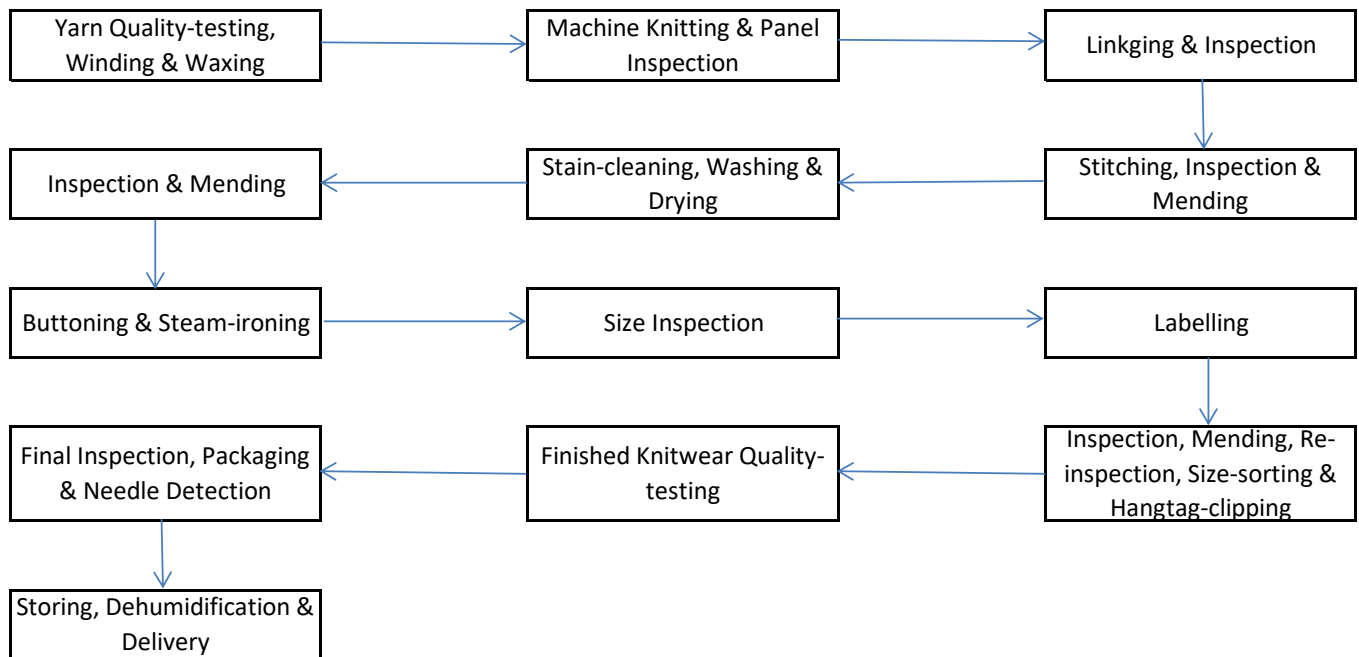 Yarn Quality-testing,
Winding & Waxing
Machine Knitting & Panel
Inspection
Linkging & Inspection
Stitching, Inspection &
Mending
Stain-cleaning, Washing &
Drying
Inspection & Mending
Buttoning & Steam-ironing
Size Inspection
Labelling
Inspection, Mending, Re-
inspection, Size-sorting &
Hangtag-clipping
Finished Knitwear Quality-
testing
Final Inspection, Packaging
& Needle Detection
Storing, Dehumidification &
Delivery